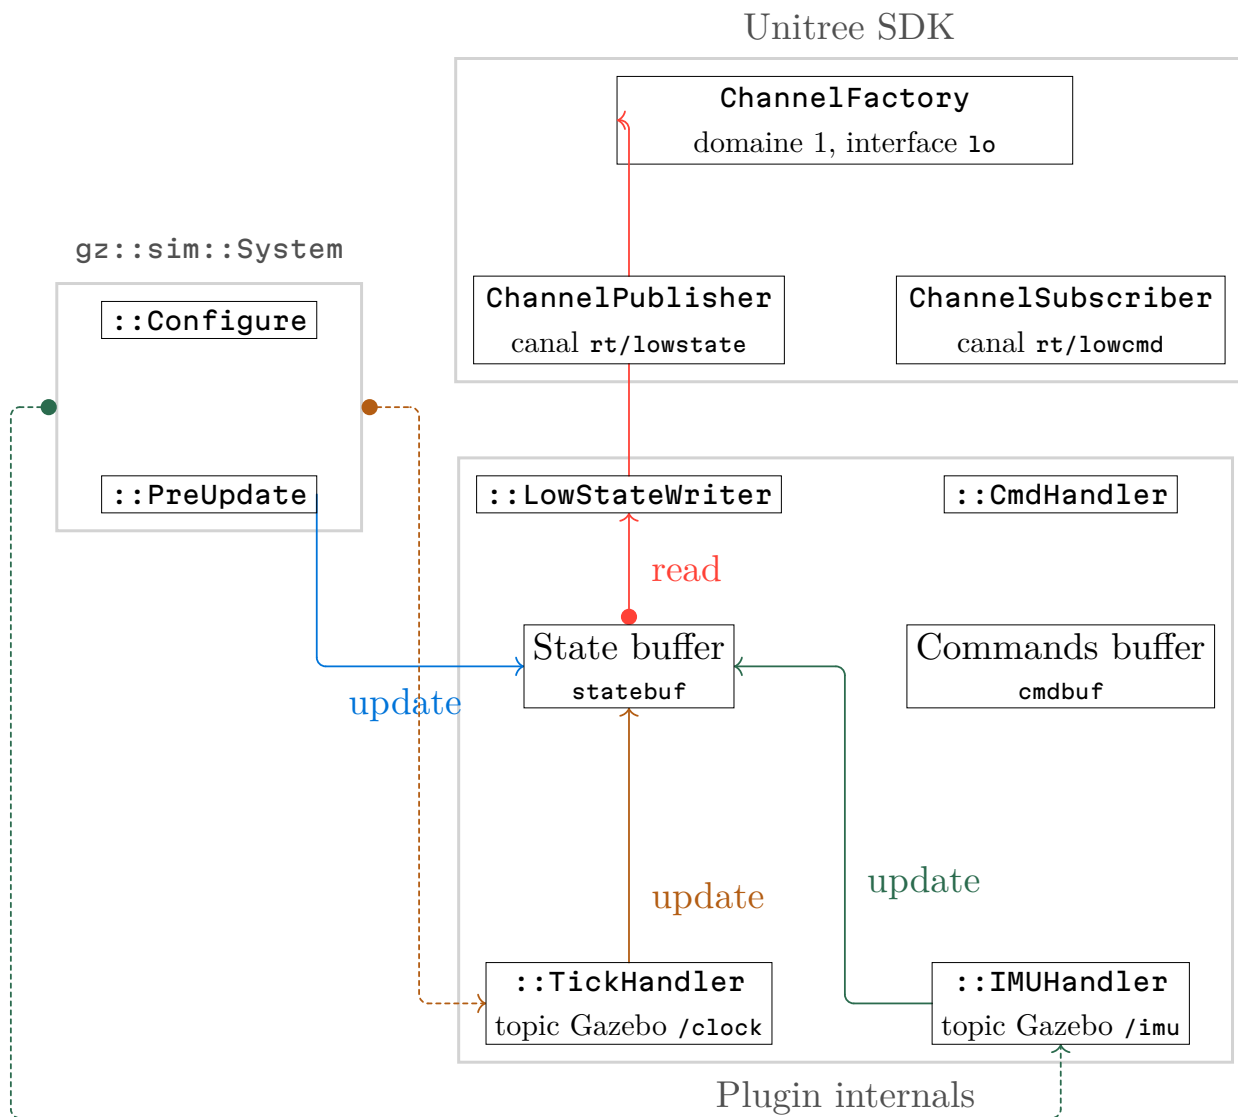 Unitree SDK
ChannelFactory
domaine 1, interface lo
gz::sim::System
::Configure
ChannelPublisher
canal rt/lowstate
ChannelSubscriber
canal rt/lowcmd
::PreUpdate
::LowStateWriter
::CmdHandler
read
State buffer
statebuf
Commands buffer
cmdbuf
update
update
update
::TickHandler
topic Gazebo /clock
::IMUHandler
topic Gazebo /imu
Plugin internals